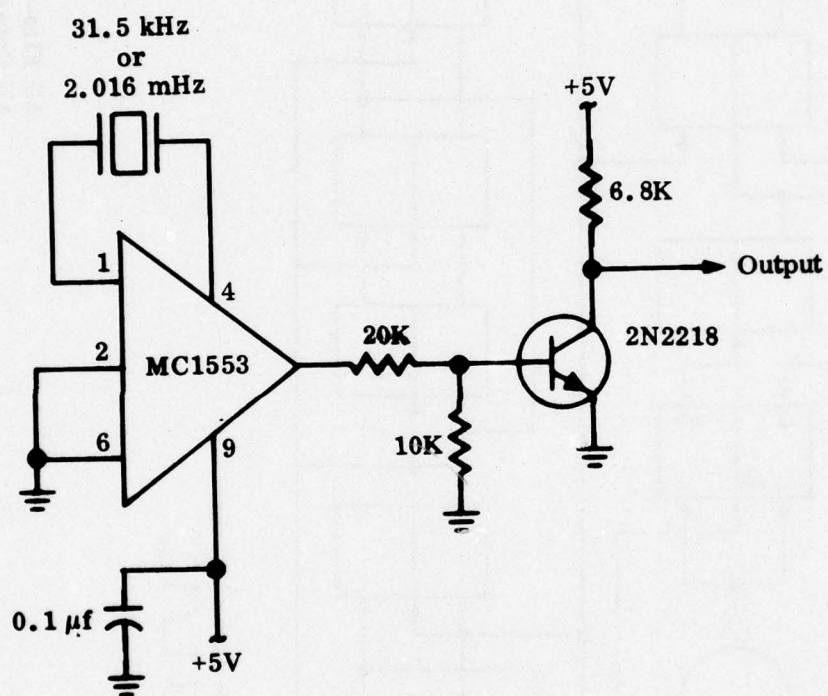 31.5 kHz
or
2.016 mHz
+5V
6.8K
Output
1
4
2N2218
20K
2
MC1553
6
9
10K
0.1 μf
+5V